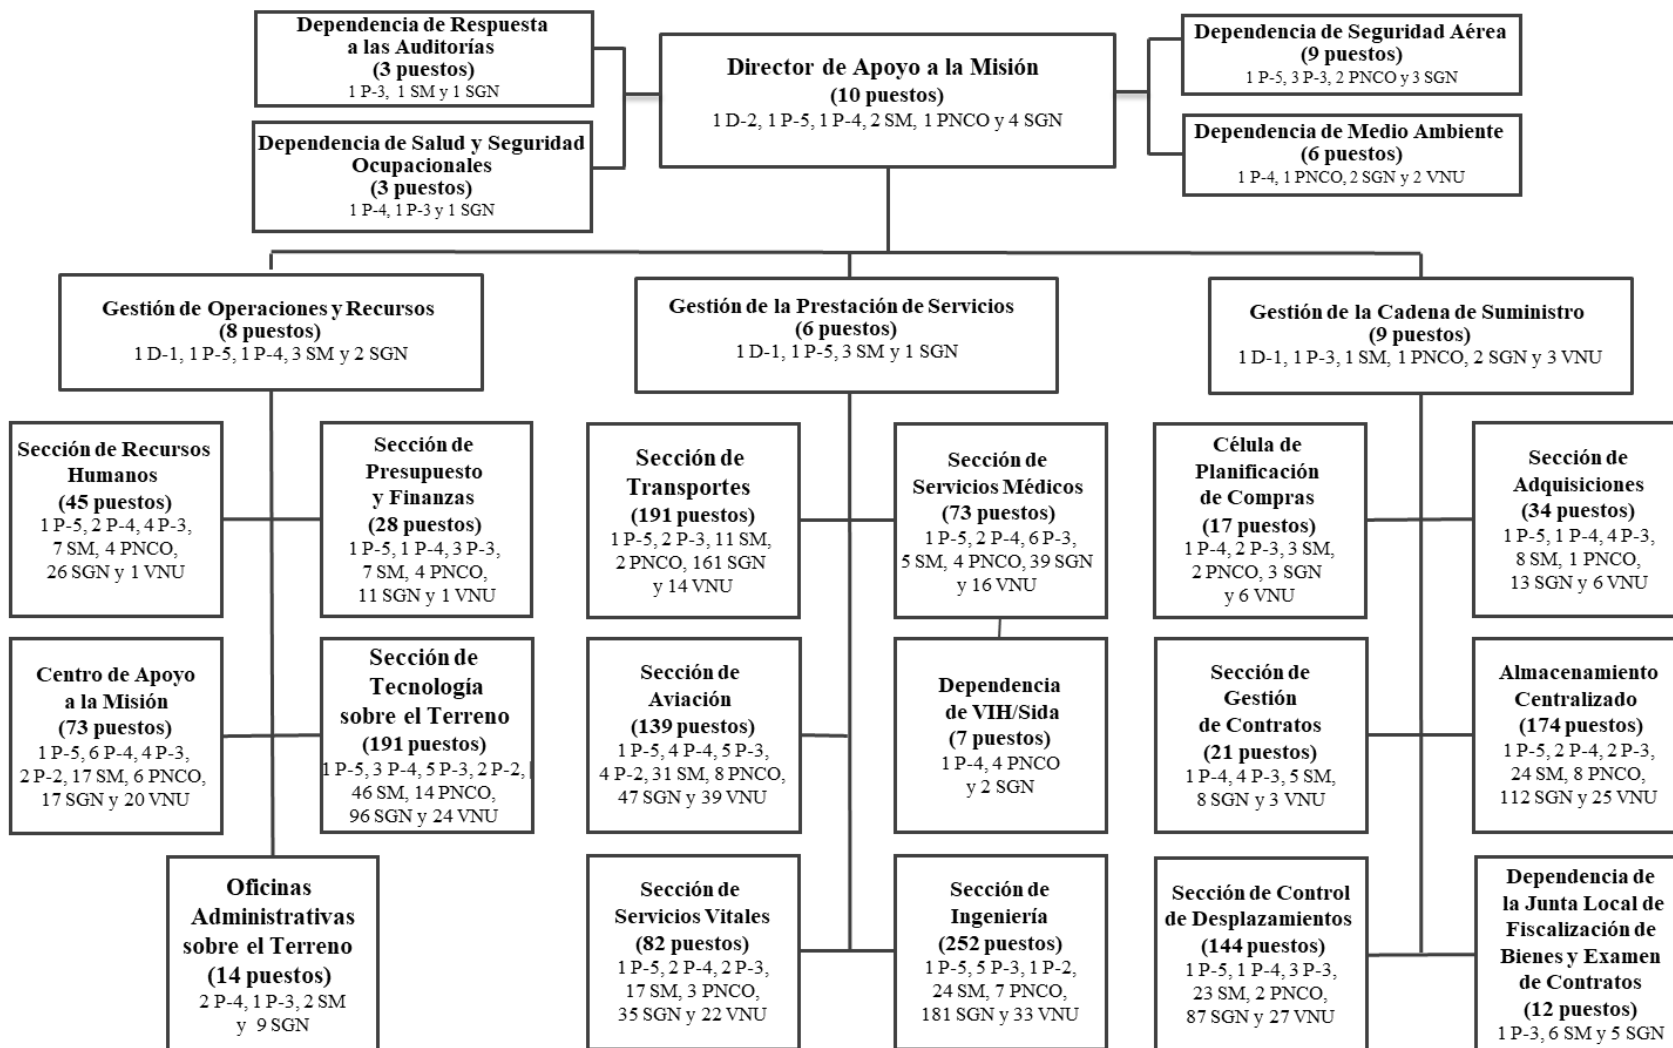 Dependencia de Respuesta
a las Auditorías
(3 puestos)
1 P-3, 1 SM y 1 SGN
Dependencia de Salud y Seguridad
Ocupacionales
(3 puestos)
1 P-4, 1 P-3 y 1 SGN
Director de Apoyo a la Misión
(10 puestos)
1 D-2, 1 P-5, 1 P-4, 2 SM, 1 PNCO y 4 SGN
Dependencia de Seguridad Aérea
(9 puestos)
1 P-5, 3 P-3, 2 PNCO y 3 SGN
Dependencia de Medio Ambiente
(6 puestos)
1 P-4, 1 PNCO, 2 SGN y 2 VNU
Gestión de Operaciones y Recursos
(8 puestos)
1 D-1, 1 P-5, 1 P-4, 3 SM y 2 SGN
Gestión de la Prestación de Servicios
(6 puestos)
1 D-1, 1 P-5, 3 SM y 1 SGN
Gestión de la Cadena de Suministro
(9 puestos)
1 D-1, 1 P-3, 1 SM, 1 PNCO, 2 SGN y 3 VNU
Sección de Recursos
Humanos
(45 puestos)
1 P-5, 2 P-4, 4 P-3,
7 SM, 4 PNCO,
26 SGN y 1 VNU
Sección de
Presupuesto
y Finanzas
(28 puestos)
1 P-5, 1 P-4, 3 P-3,
7 SM, 4 PNCO,
11 SGN y 1 VNU
Sección de
Transportes
(191 puestos)
1 P-5, 2 P-3, 11 SM,
2 PNCO, 161 SGN
y 14 VNU
Sección de
Servicios Médicos
(73 puestos)
1 P-5, 2 P-4, 6 P-3,
5 SM, 4 PNCO, 39 SGN
y 16 VNU
Célula de
Planificación
de Compras
(17 puestos)
1 P-4, 2 P-3, 3 SM,
2 PNCO, 3 SGN
y 6 VNU
Sección de
Adquisiciones
(34 puestos)
1 P-5, 1 P-4, 4 P-3,
8 SM, 1 PNCO,
13 SGN y 6 VNU
Centro de Apoyo
a la Misión
(73 puestos)
1 P-5, 6 P-4, 4 P-3,
2 P-2, 17 SM, 6 PNCO,
17 SGN y 20 VNU
Sección de
Tecnología
sobre el Terreno
(191 puestos)
1 P-5, 3 P-4, 5 P-3, 2 P-2,
46 SM, 14 PNCO,
96 SGN y 24 VNU
Sección de
Aviación
(139 puestos)
1 P-5, 4 P-4, 5 P-3,
4 P-2, 31 SM, 8 PNCO,
47 SGN y 39 VNU
Dependencia
de VIH/Sida
(7 puestos)
1 P-4, 4 PNCO
y 2 SGN
Sección de
Gestión
de Contratos
(21 puestos)
1 P-4, 4 P-3, 5 SM,
8 SGN y 3 VNU
Almacenamiento
Centralizado
(174 puestos)
1 P-5, 2 P-4, 2 P-3,
24 SM, 8 PNCO,
112 SGN y 25 VNU
Oficinas
Administrativas
sobre el Terreno
(14 puestos)
2 P-4, 1 P-3, 2 SM
y 9 SGN
Sección de
Servicios Vitales
(82 puestos)
1 P-5, 2 P-4, 2 P-3,
17 SM, 3 PNCO,
35 SGN y 22 VNU
Sección de
Ingeniería
(252 puestos)
1 P-5, 5 P-3, 1 P-2,
24 SM, 7 PNCO,
181 SGN y 33 VNU
Sección de Control
de Desplazamientos
(144 puestos)
1 P-5, 1 P-4, 3 P-3,
23 SM, 2 PNCO,
87 SGN y 27 VNU
Dependencia de
la Junta Local de
Fiscalización de
Bienes y Examen
de Contratos
(12 puestos)
1 P-3, 6 SM y 5 SGN